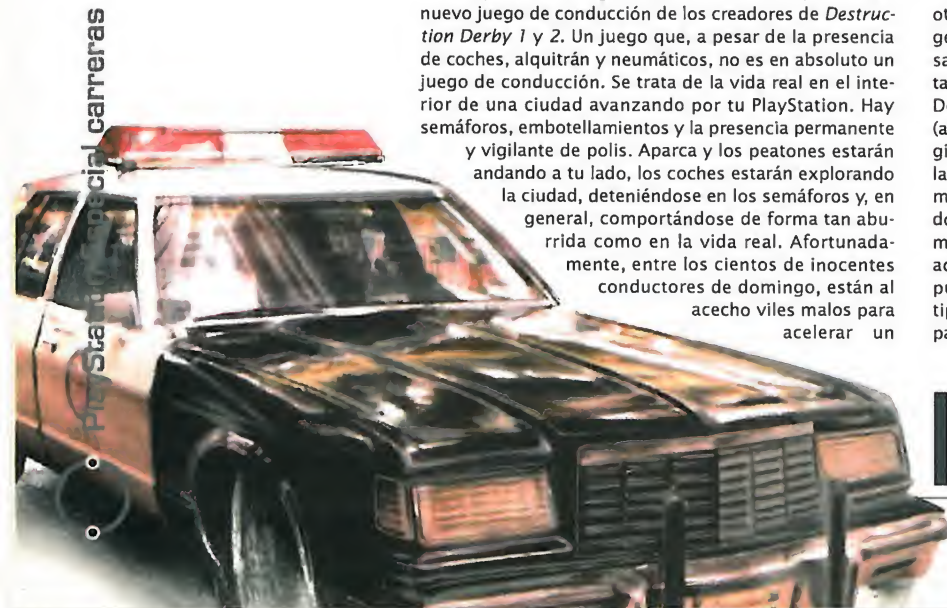 PlayStation especial carreras
nuevo juego de conducción de los creadores de Destruc-
tion Derby 1 y 2. Un juego que, a pesar de la presencia
de coches, alquitrán y neumáticos, no es en absoluto un
juego de conducción. Se trata de la vida real en el inte-
rior de una ciudad avanzando por tu PlayStation. Hay
semáforos, embotellamientos y la presencia permanente
y vigilante de polis. Aparca y los peatones estarán
andando a tu lado, los coches estarán explorando
la ciudad, deteniéndose en los semáforos y, en
general, comportándose de forma tan abu-
rrida como en la vida real. Afortunada-
mente, entre los cientos de inocentes
conductores de domingo, están al
acecho viles malos para
acelerar un